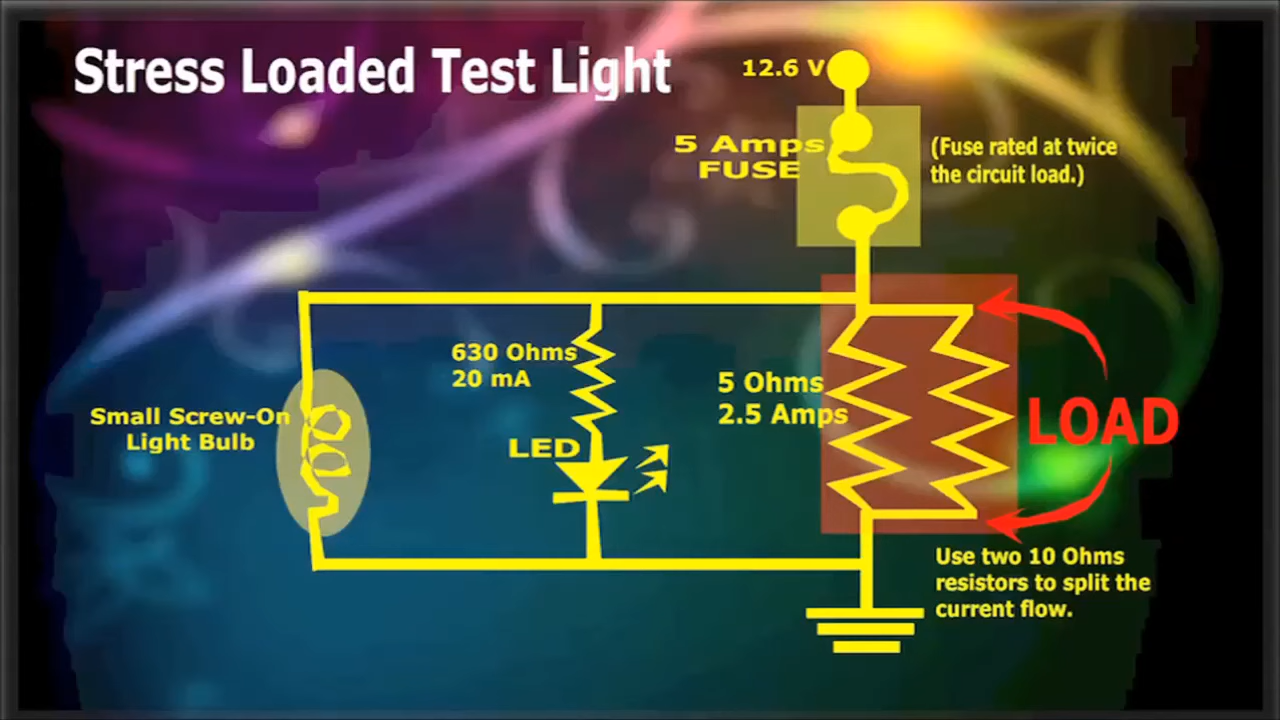 Stress Loaded Test Light
12.6 V
5 Amps
FUSE
(Fuse rated at twice
the circuit load.)
630 Ohms
20 mA
5 Ohms
2.5 Amps
Small Screw-On
Light Bulb
LOAD
LED
Use two 10 Ohms
resistors to split the
current flow.